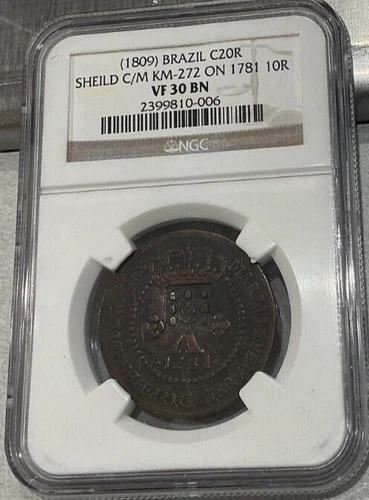 (1809) BRAZIL C20R
SHEILD C/M KM-272 ON 1781 10R
VF 30 BN
2399810-006
NGC
X